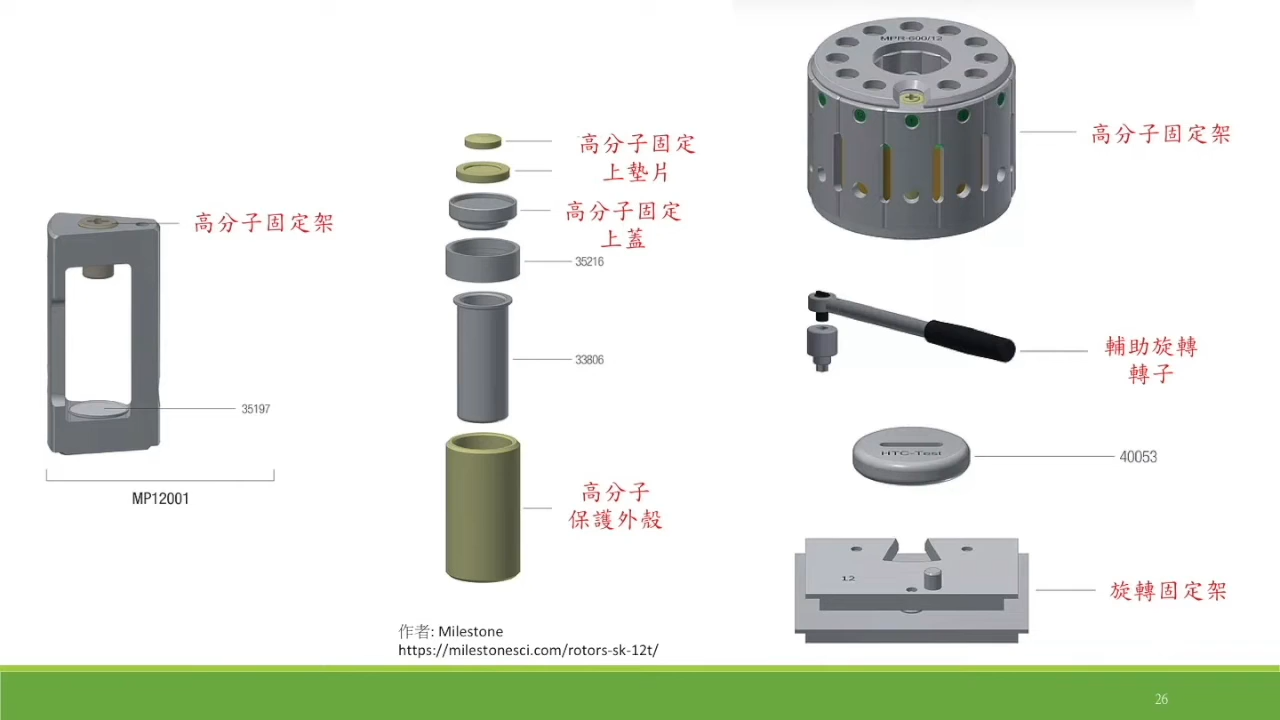 高分子固定架
35197
MP12001
高分子固定
上墊片
高分子固定
上蓋
35216
33806
高分子
保護外殼
作者: Milestone
https://milestonesci.com/rotors-sk-12t/
MPR-600/12
高分子固定架
輔助旋轉
轉子
HTC-Test
40053
1.2
旋轉固定架
26